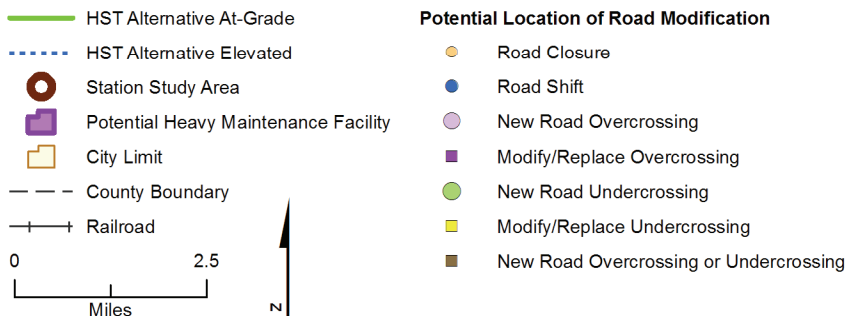 HST Alternative At-Grade
HST Alternative Elevated
Station Study Area
Potential Heavy Maintenance Facility
City Limit
County Boundary
Railroad
0 2.5
Miles
N
Potential Location of Road Modification
Road Closure
Road Shift
New Road Overcrossing
Modify/Replace Overcrossing
New Road Undercrossing
Modify/Replace Undercrossing
New Road Overcrossing or Undercrossing